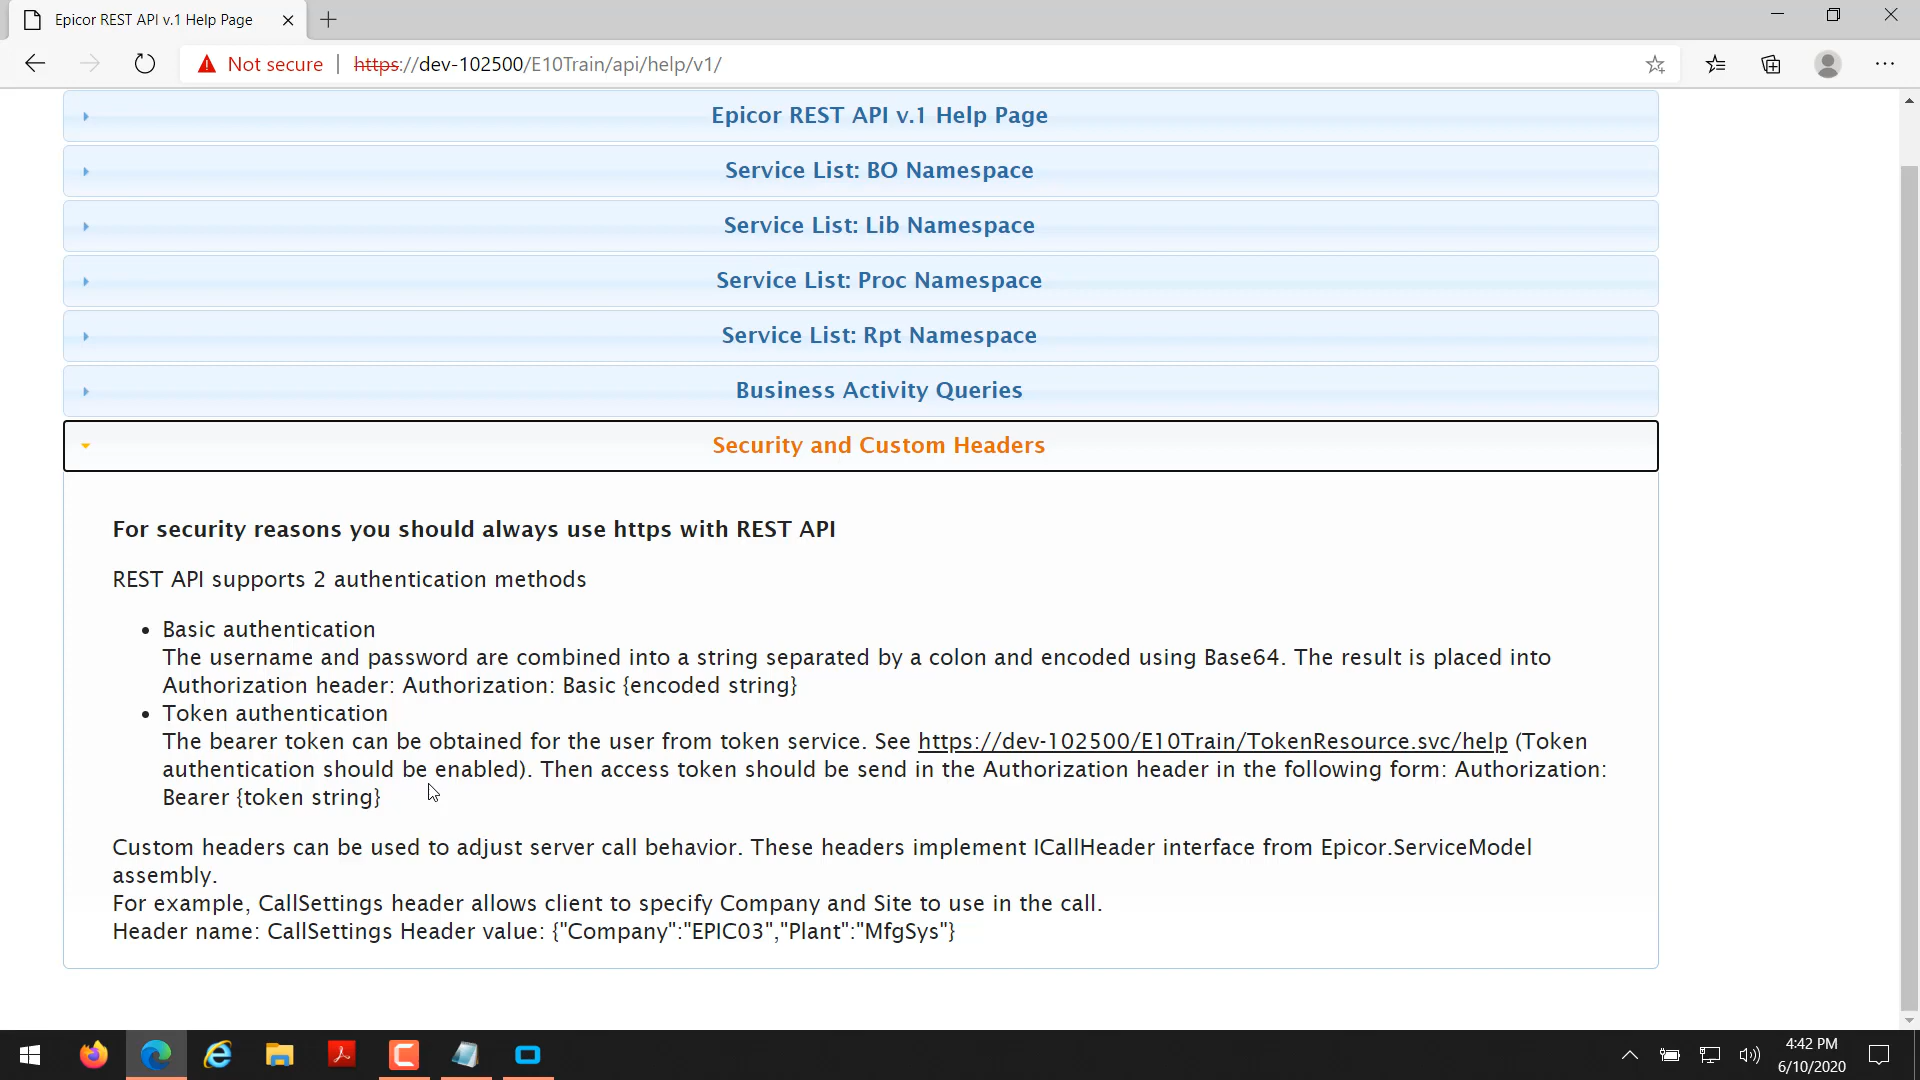 Epicor REST API v.1 Help Page
Not secure | https://dev-102500/E10Train/api/help/v1/
Epicor REST API v.1 Help Page
Service List: BO Namespace
Service List: Lib Namespace
Service List: Proc Namespace
Service List: Rpt Namespace
Business Activity Queries
Security and Custom Headers
For security reasons you should always use https with REST API
REST API supports 2 authentication methods
• Basic authentication
The username and password are combined into a string separated by a colon and encoded using Base64. The result is placed into
Authorization header: Authorization: Basic {encoded string}
• Token authentication
The bearer token can be obtained for the user from token service. See https://dev-102500/E10Train/TokenResource.svc/help (Token
authentication should be enabled). Then access token should be send in the Authorization header in the following form: Authorization:
Bearer {token string}
Custom headers can be used to adjust server call behavior. These headers implement ICallHeader interface from Epicor.ServiceModel
assembly.
For example, CallSettings header allows client to specify Company and Site to use in the call.
Header name: CallSettings Header value: {"Company":"EPIC03","Plant":"MfgSys"}
4:42 PM
6/10/2020